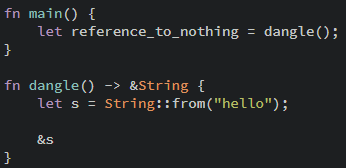 fn main() {
    let reference_to_nothing = dangle();
}

fn dangle() -> &String {
    let s = String::from("hello");

    &s
}